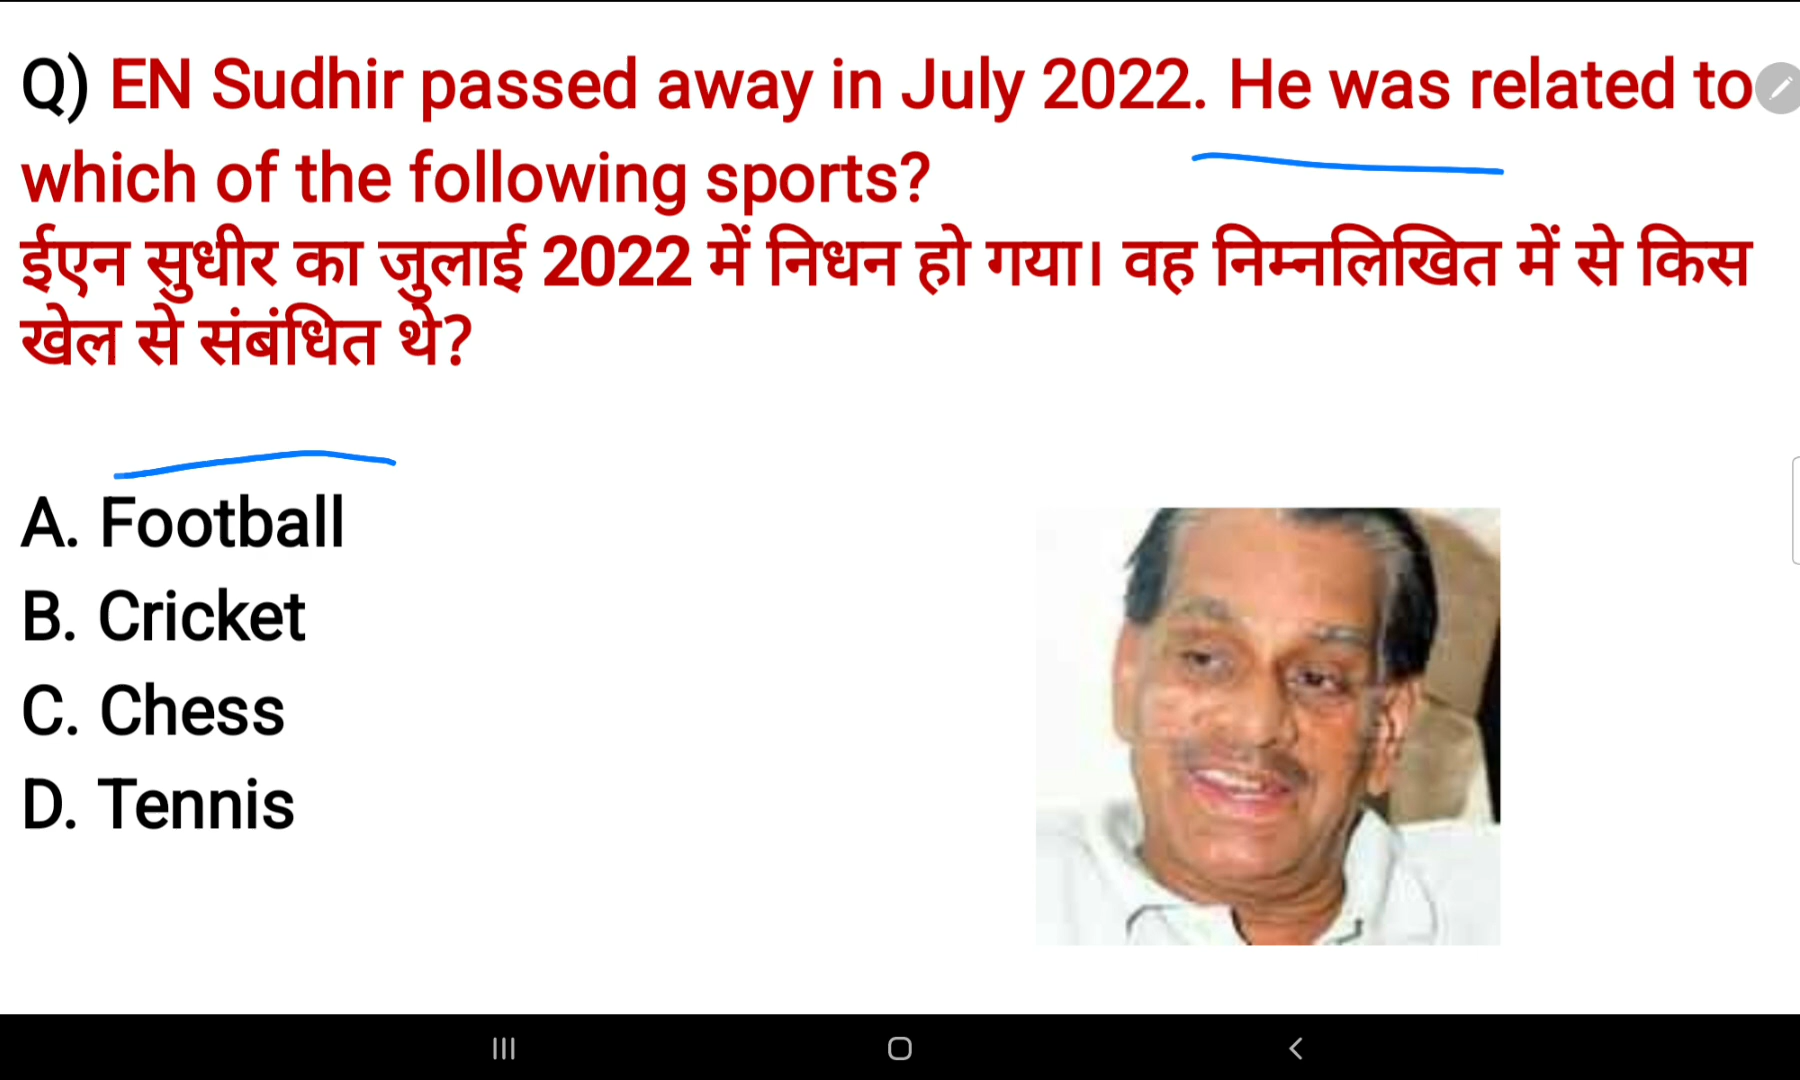 Q) EN Sudhir passed away in July 2022. He was related to
which of the following sports?
ईएन सुधीर का जुलाई 2022 में निधन हो गया। वह निम्नलिखित में से किस
खेल से संबंधित थे?
A. Football
B. Cricket
C. Chess
D. Tennis